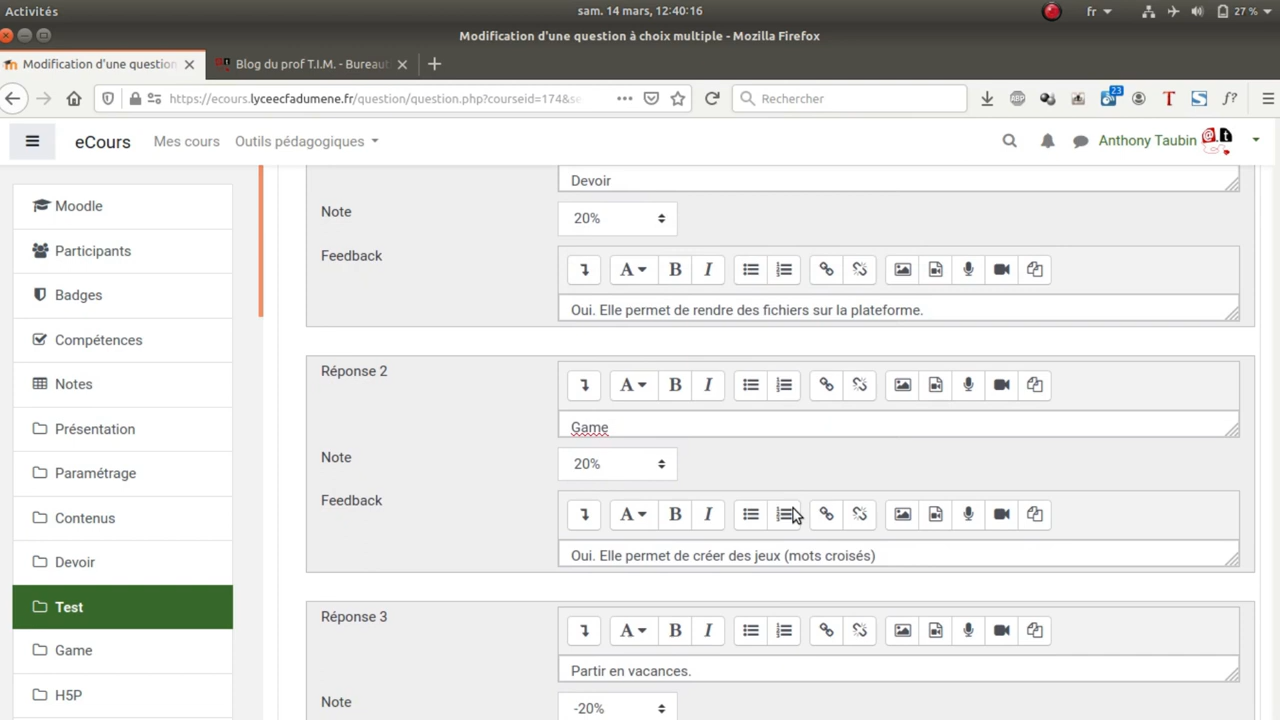 Activités
sam. 14 mars, 12:40:16
fr
27 %
Modification d'une question à choix multiple - Mozilla Firefox
Modification d'une question
Blog du prof T.I.M. - Bureaut
https://ecours.lyceecfadumene.fr/question/question.php?courseid=174&se
Rechercher
ABP
23
T
S
f?
eCours
Mes cours
Outils pédagogiques
Anthony Taubin
@.t
Moodle
Participants
Badges
Compétences
Notes
Présentation
Paramétrage
Contenus
Devoir
Test
Game
H5P
Devoir
Note
20%
Feedback
A B I
Oui. Elle permet de rendre des fichiers sur la plateforme.
Réponse 2
A B I
Game
Note
20%
Feedback
A B I
Oui. Elle permet de créer des jeux (mots croisés)
Réponse 3
A B I
Partir en vacances.
Note
-20%